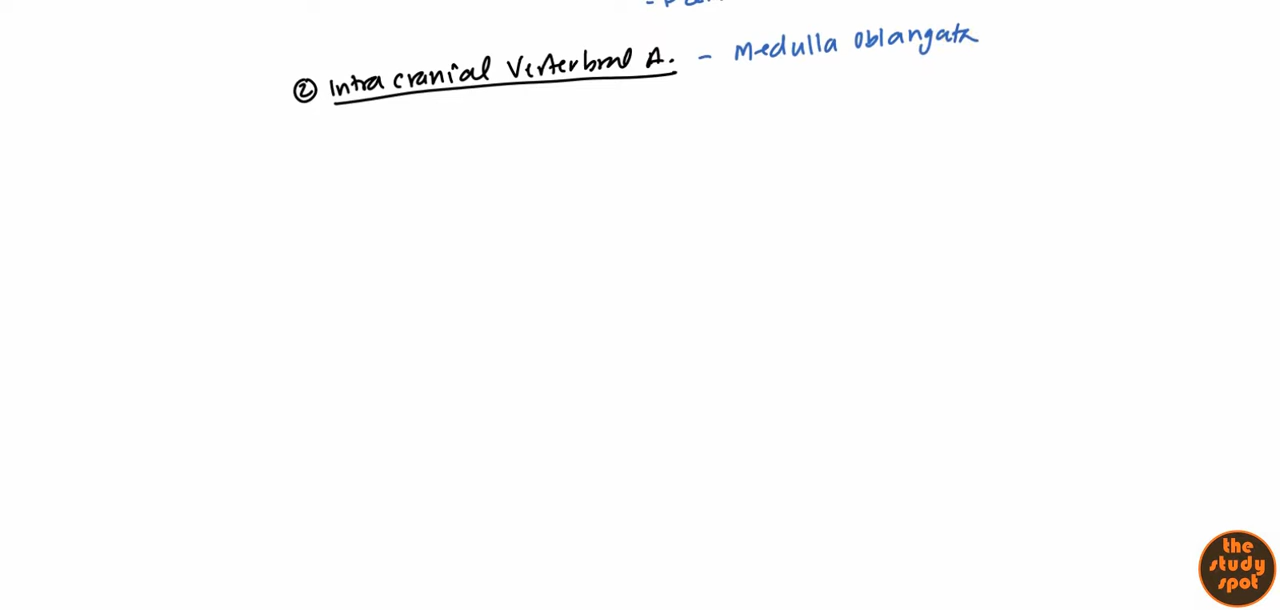 ② Intracranial Vertebral A. - Medulla Oblangata
the
study
spot